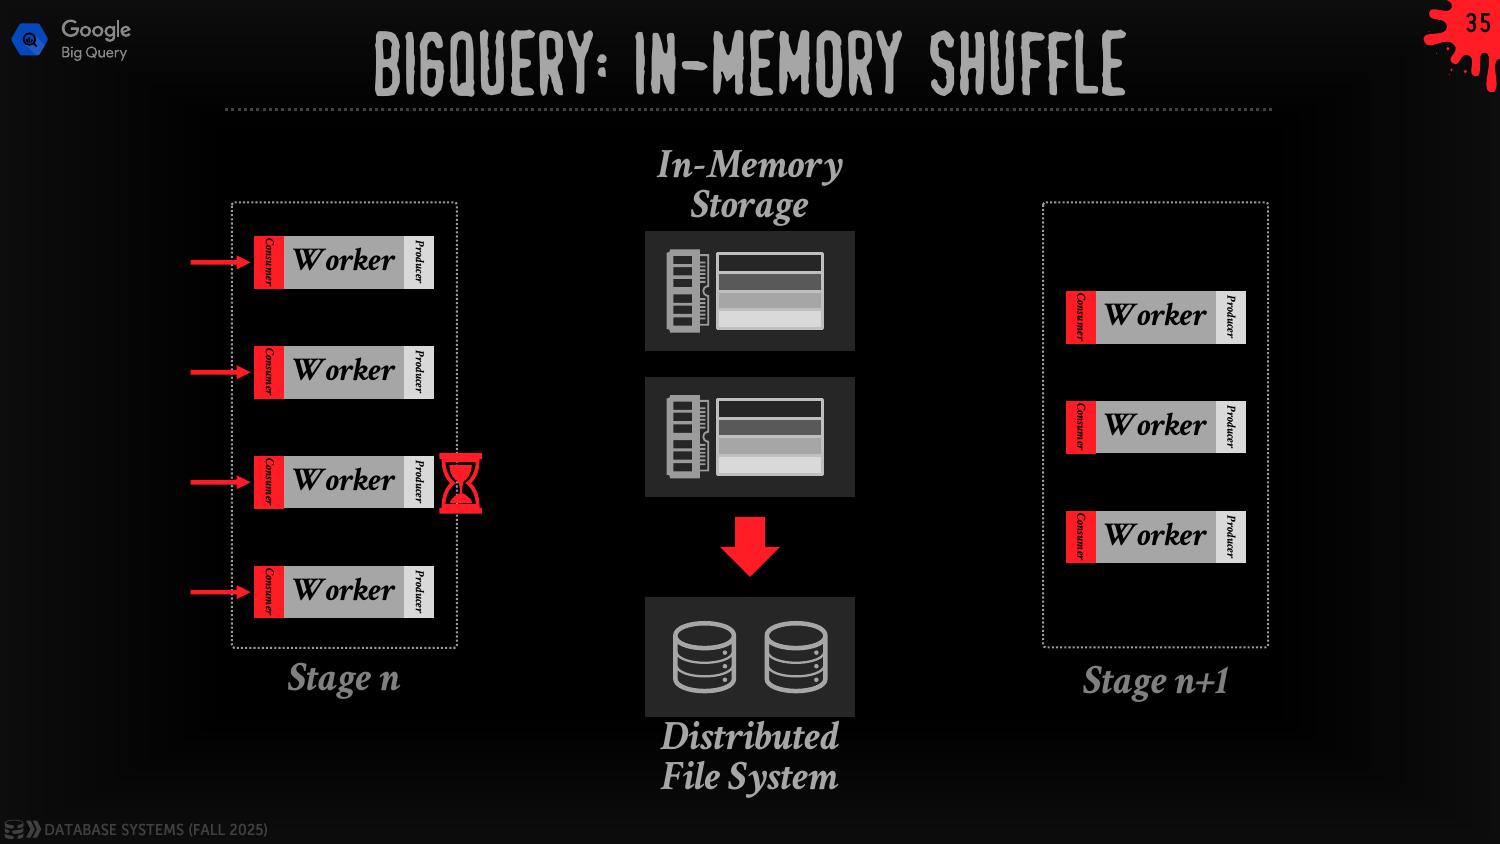 Google
Big Query
BIGQUERY: IN-MEMORY SHUFFLE
35
In-Memory
Storage
Consumer
Worker
Producer
Consumer
Worker
Producer
Consumer
Worker
Producer
Consumer
Worker
Producer
Stage n
Consumer
Worker
Producer
Consumer
Worker
Producer
Consumer
Worker
Producer
Stage n+1
Distributed
File System
DATABASE SYSTEMS (FALL 2025)